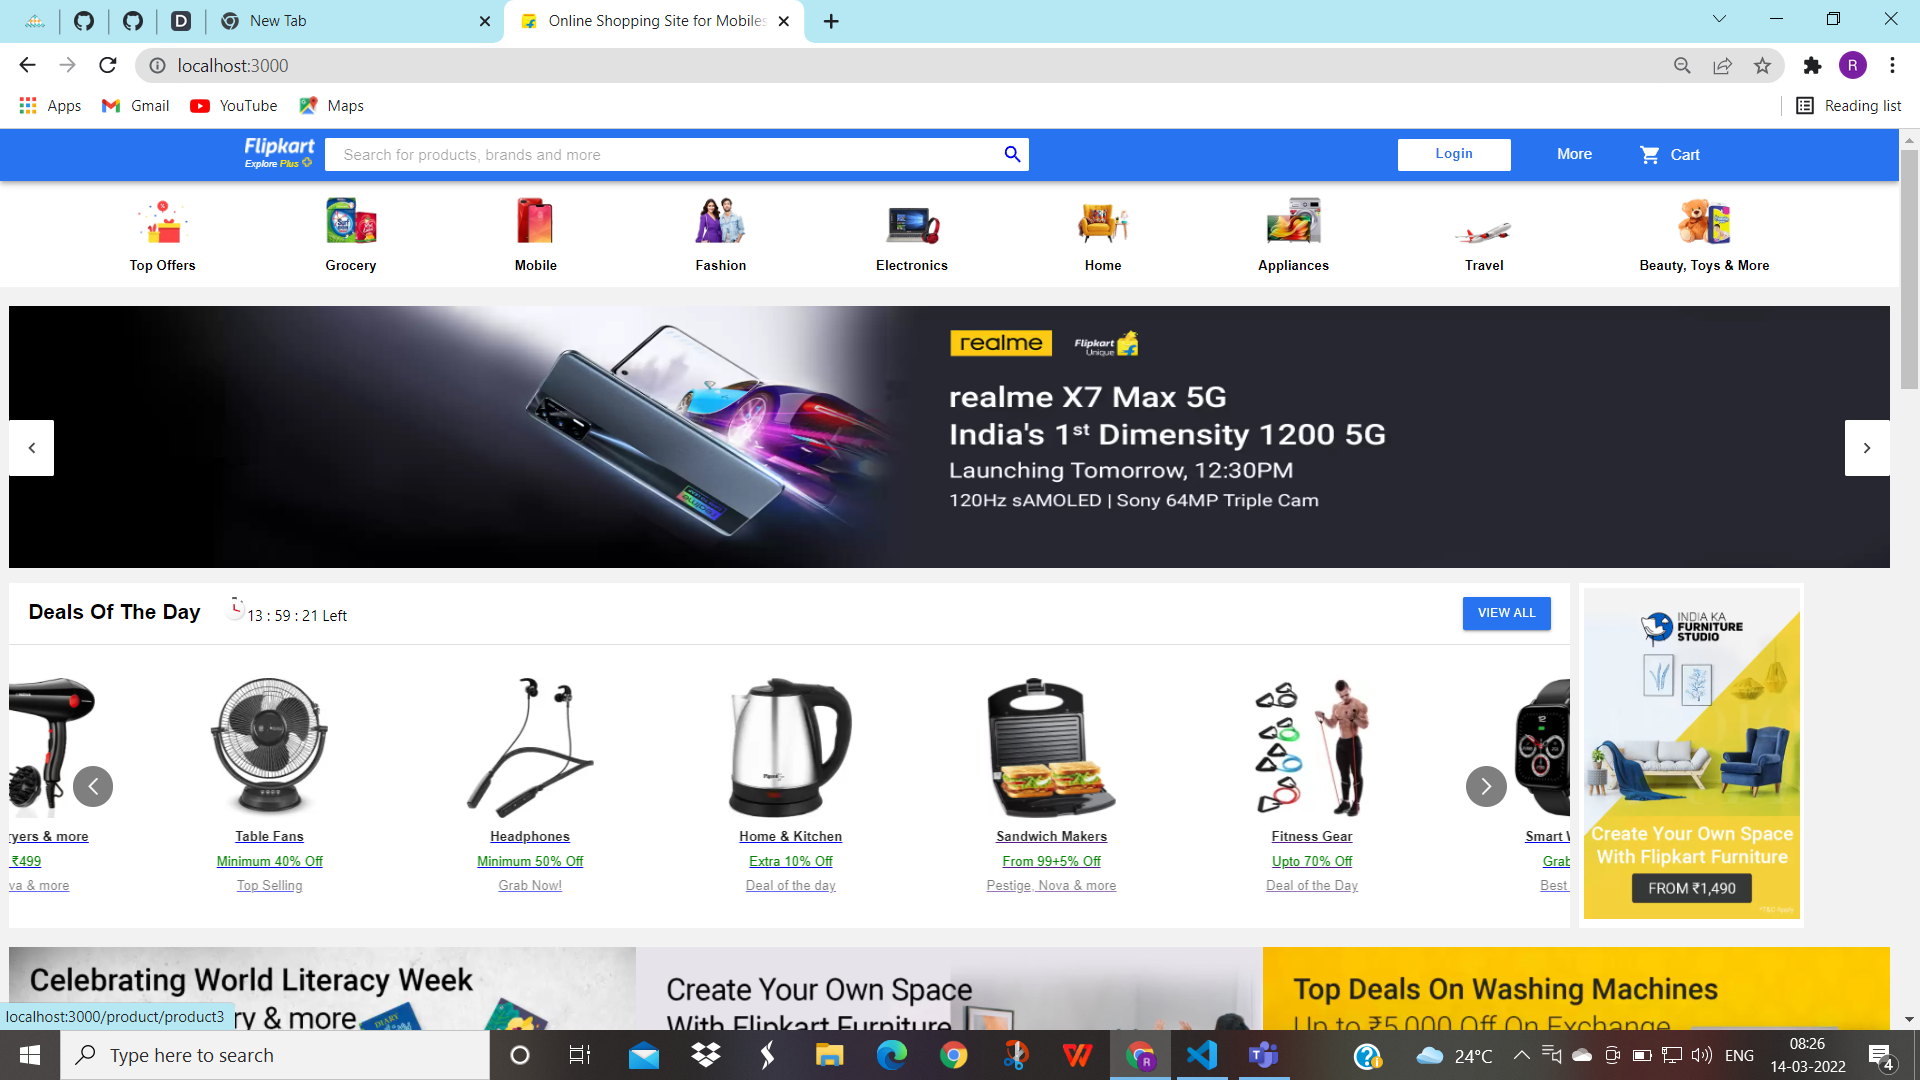 New Tab
Online Shopping Site for Mobiles
localhost:3000
R
Apps
Gmail
YouTube
Maps
Reading list
Flipkart
Explore Plus
Search for products, brands and more
Login
More
Cart
Top Offers
Grocery
Mobile
Fashion
Electronics
Home
Appliances
Travel
Beauty, Toys & More
realme
Flipkart
Unique
realme X7 Max 5G
India's 1st Dimensity 1200 5G
Launching Tomorrow, 12:30PM
120Hz sAMOLED | Sony 64MP Triple Cam
Deals Of The Day
13 : 59 : 21 Left
VIEW ALL
ryers & more
₹499
va & more
Table Fans
Minimum 40% Off
Top Selling
Headphones
Minimum 50% Off
Grab Now!
Home & Kitchen
Extra 10% Off
Deal of the day
Sandwich Makers
From 99+5% Off
Pestige, Nova & more
Fitness Gear
Upto 70% Off
Deal of the Day
Smart
Grab
Best
INDIA KA
FURNITURE
STUDIO
Create Your Own Space
With Flipkart Furniture
FROM ₹1,490
*T&C Apply
Celebrating World Literacy Week
ry & more
DIARY
Create Your Own Space
With Flipkart Furniture
Top Deals On Washing Machines
Up to ₹5,000 Off On Exchange
localhost:3000/product/product3
Type here to search
R
24°C
ENG
08:26
14-03-2022
4